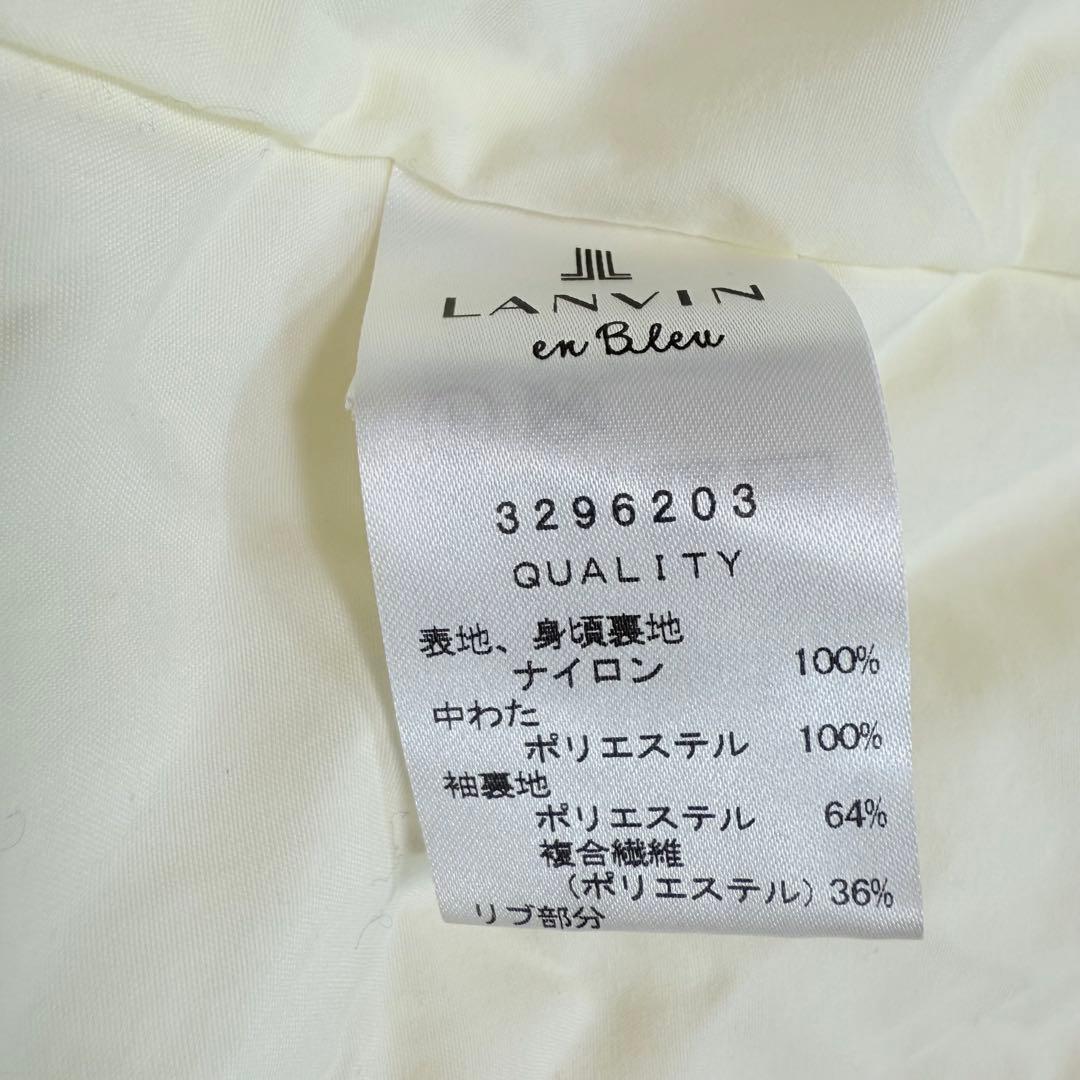 LANVIN
en Bleu
3296203
QUALITY
表地、身頃裏地
ナイロン 100%
中わた
ポリエステル 100%
袖裏地
ポリエステル 64%
複合繊維
(ポリエステル) 36%
リブ部分